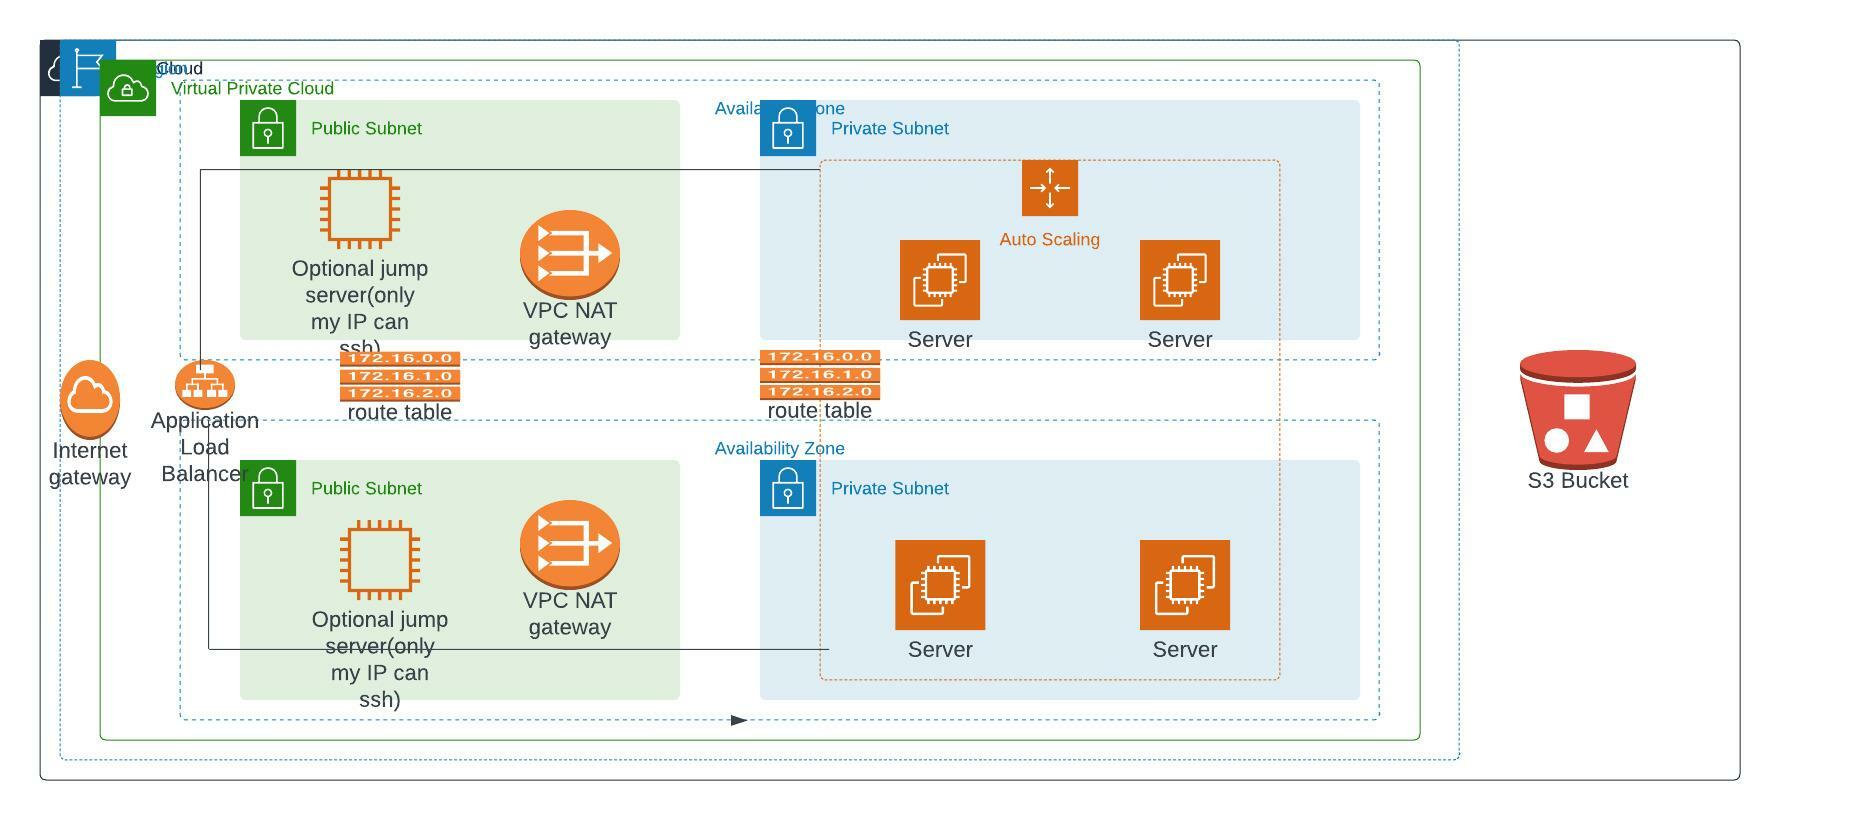 Cloud
Virtual Private Cloud
Public Subnet
Private Subnet
Auto Scaling
Optional jump
server(only
my IP can
ssh)
VPC NAT
gateway
Server
Server
172.16.0.0
172.16.1.0
172.16.2.0
route table
172.16.0.0
172.16.1.0
172.16.2.0
route table
Internet
gateway
Application
Load
Balancer
Availability Zone
Public Subnet
Private Subnet
Optional jump
server(only
my IP can
ssh)
VPC NAT
gateway
Server
Server
S3 Bucket